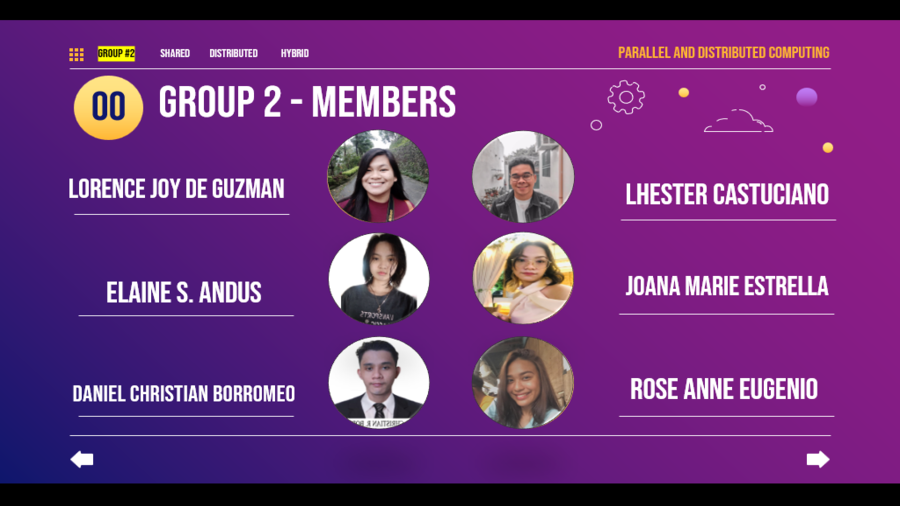 GROUP #2 SHARED DISTRIBUTED HYBRID PARALLEL AND DISTRIBUTED COMPUTING
00 GROUP 2 - MEMBERS
LORENCE JOY DE GUZMAN
LHESTER CASTUCIANO
ELAINE S. ANDUS
JOANA MARIE ESTRELLA
DANIEL CHRISTIAN BORROMEO
ROSE ANNE EUGENIO